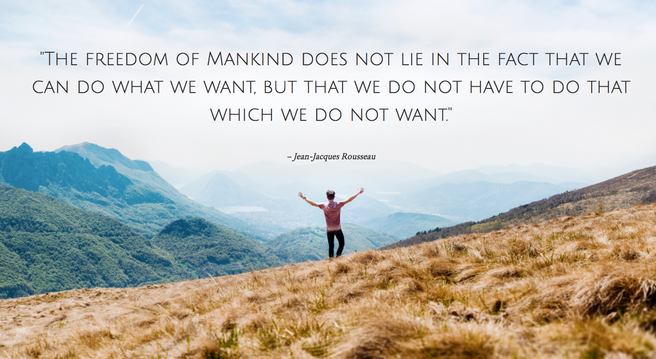 "The freedom of Mankind does not lie in the fact that we
can do what we want, but that we do not have to do that
which we do not want."
– Jean-Jacques Rousseau